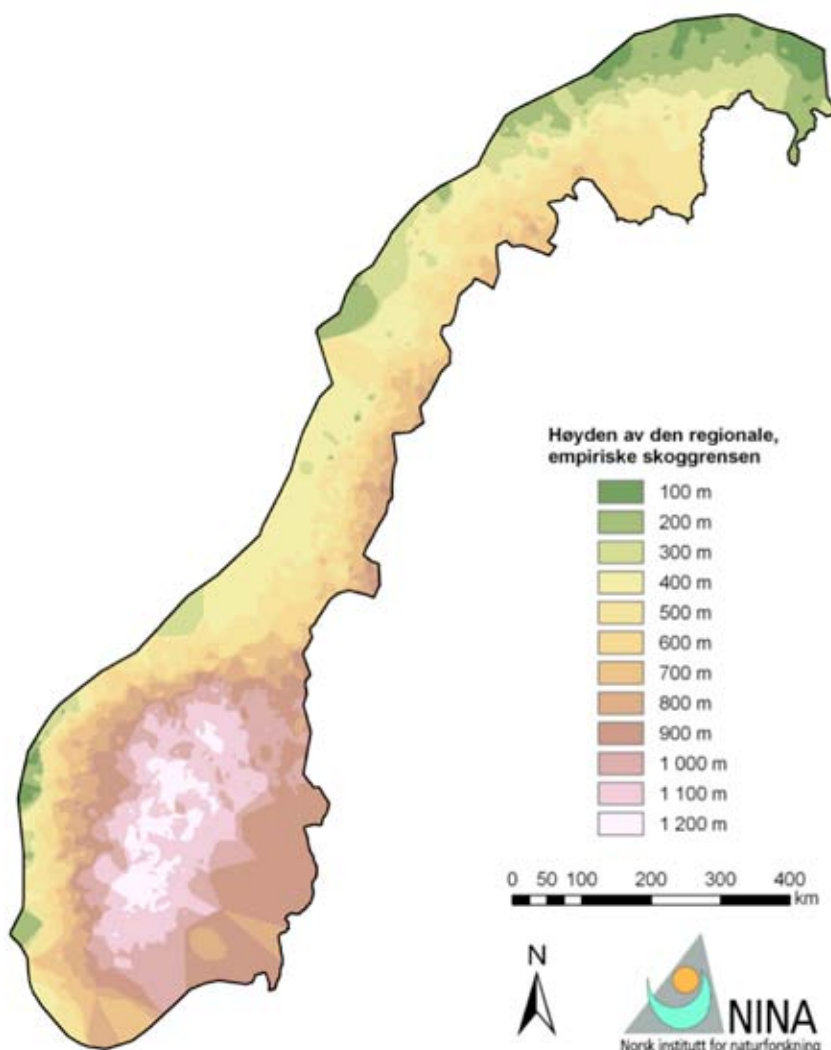 Høyden av den regionale,
empiriske skoggrensen
100 m
200 m
300 m
400 m
500 m
600 m
700 m
800 m
900 m
1 000 m
1 100 m
1 200 m
0 50 100 200 300 400
km
N
NINA
Norsk institutt for naturforskning